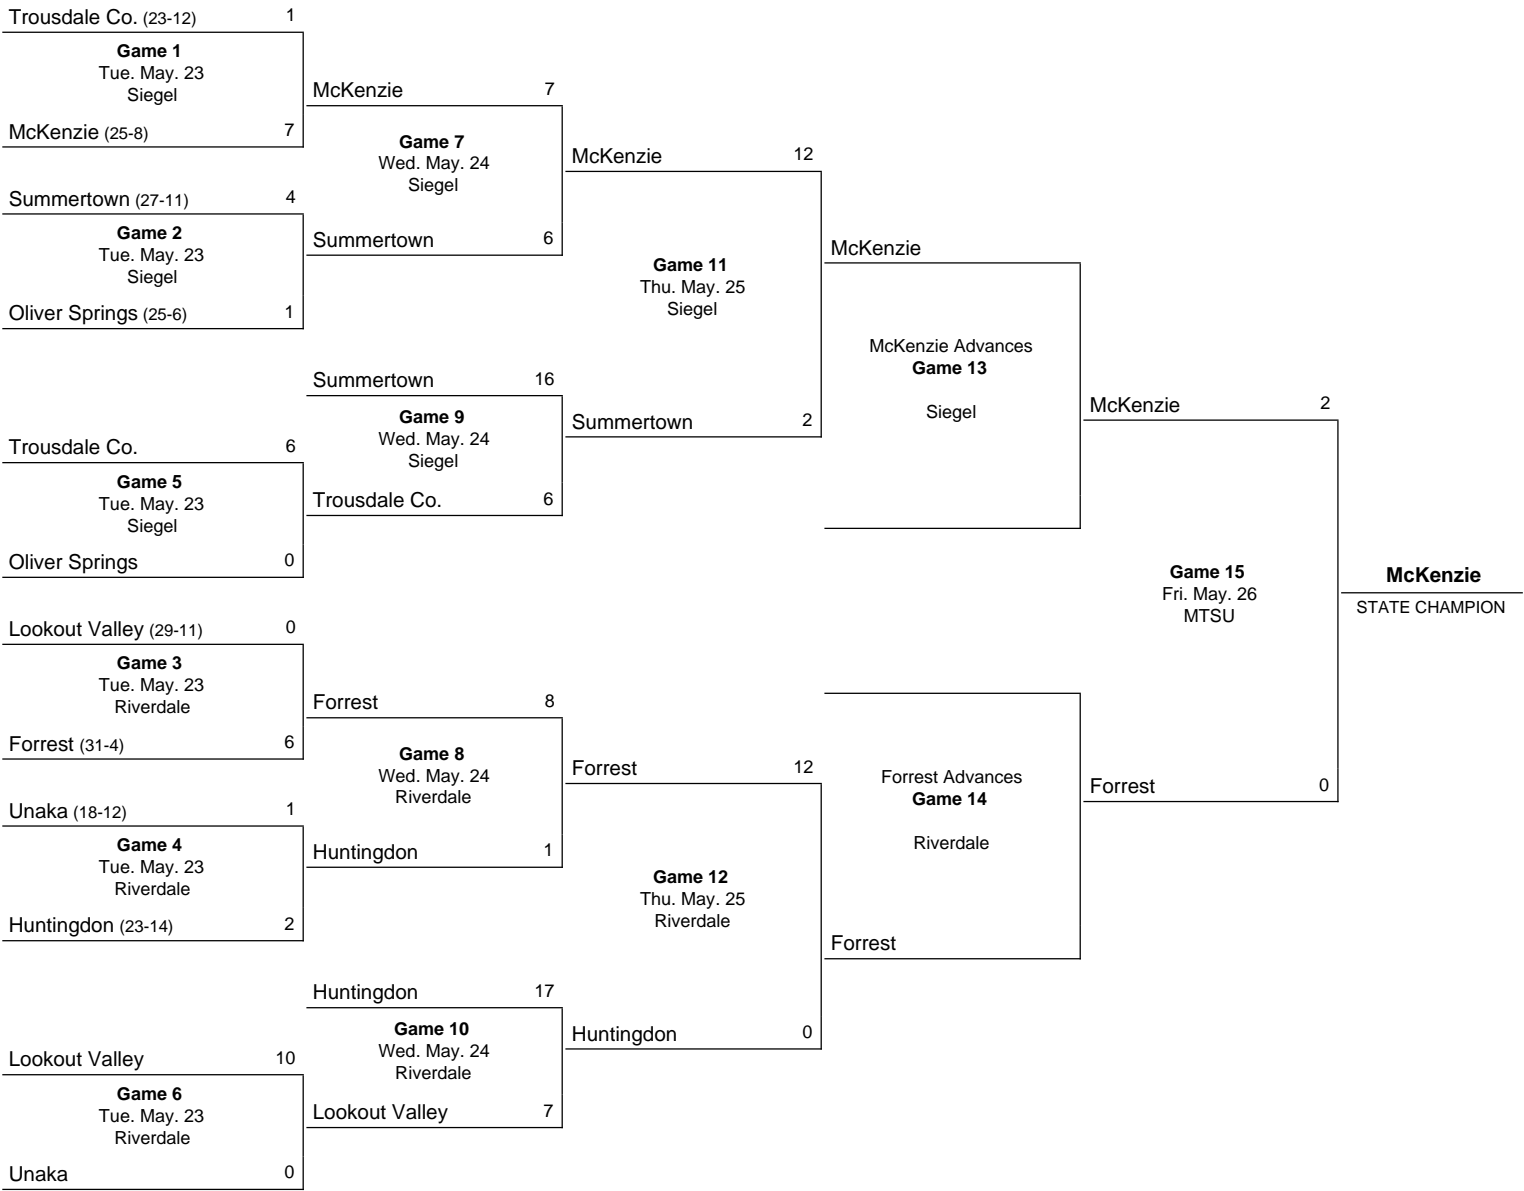 Trousdale Co. (23-12) 1
Game 1
Tue. May. 23
Siegel
McKenzie (25-8) 7
Summertown (27-11) 4
Game 2
Tue. May. 23
Siegel
Oliver Springs (25-6) 1
Trousdale Co. 6
Game 5
Tue. May. 23
Siegel
Oliver Springs 0
Lookout Valley (29-11) 0
Game 3
Tue. May. 23
Riverdale
Forrest (31-4) 6
Unaka (18-12) 1
Game 4
Tue. May. 23
Riverdale
Huntingdon (23-14) 2
Lookout Valley 10
Game 6
Tue. May. 23
Riverdale
Unaka 0
McKenzie 7
Game 7
Wed. May. 24
Siegel
Summertown 6
Summertown 16
Game 9
Wed. May. 24
Siegel
Trousdale Co. 6
Forrest 8
Game 8
Wed. May. 24
Riverdale
Huntingdon 1
Huntingdon 17
Game 10
Wed. May. 24
Riverdale
Lookout Valley 7
McKenzie 12
Game 11
Thu. May. 25
Siegel
Summertown 2
Forrest 12
Game 12
Thu. May. 25
Riverdale
Huntingdon 0
McKenzie
McKenzie Advances
Game 13
Siegel
Forrest Advances
Game 14
Riverdale
Forrest
McKenzie 2
Game 15
Fri. May. 26
MTSU
Forrest 0
McKenzie
STATE CHAMPION